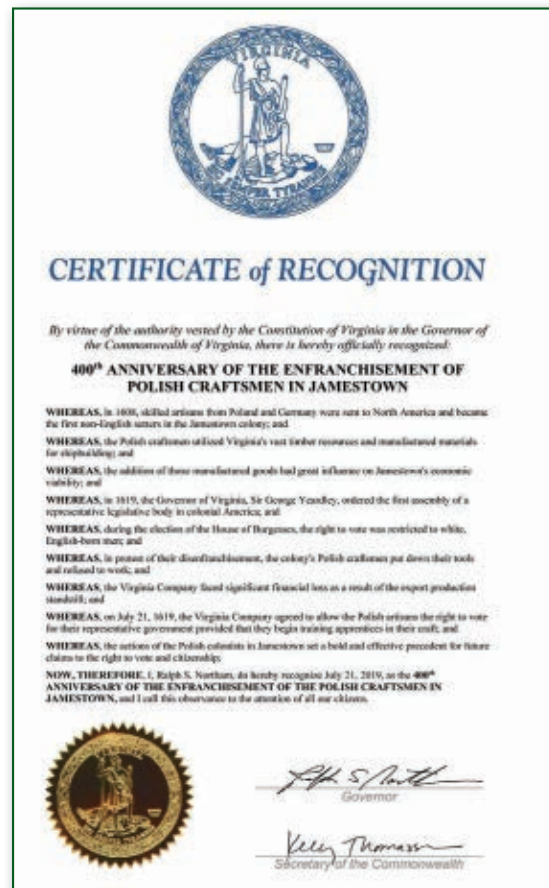 VIRGINIA
SIC SEMPER TYRANNIS
CERTIFICATE of RECOGNITION
By virtue of the authority vested by the Constitution of Virginia in the Governor of
the Commonwealth of Virginia, there is hereby officially recognized:
400th ANNIVERSARY OF THE ENFRANCHISEMENT OF
POLISH CRAFTSMEN IN JAMESTOWN
WHEREAS, in 1608, skilled artisans from Poland and Germany were sent to North America and became
the first non-English settlers in the Jamestown colony; and
WHEREAS, the Polish craftsmen utilized Virginia's vast timber resources and manufactured materials
for shipbuilding; and
WHEREAS, the addition of these manufactured goods had great influence on Jamestown's economic
viability; and
WHEREAS, in 1619, the Governor of Virginia, Sir George Yeardley, ordered the first assembly of a
representative legislative body in colonial America; and
WHEREAS, during the election of the House of Burgesses, the right to vote was restricted to white,
English-born men; and
WHEREAS, in protest of their disenfranchisement, the colony's Polish craftsmen put down their tools
and refused to work; and
WHEREAS, the Virginia Company faced significant financial loss as a result of the export production
standstill; and
WHEREAS, on July 21, 1619, the Virginia Company agreed to allow the Polish artisans the right to vote
for their representative government provided that they begin training apprentices in their craft; and
WHEREAS, the actions of the Polish colonists in Jamestown set a bold and effective precedent for future
claims to the right to vote and citizenship;
NOW, THEREFORE, I, Ralph S. Northam, do hereby recognize July 21, 2019, as the 400th
ANNIVERSARY OF THE ENFRANCHISEMENT OF THE POLISH CRAFTSMEN IN
JAMESTOWN, and I call this observance to the attention of all our citizens.
Ralph S Northam
Governor
Kelly Thomasson
Secretary of the Commonwealth